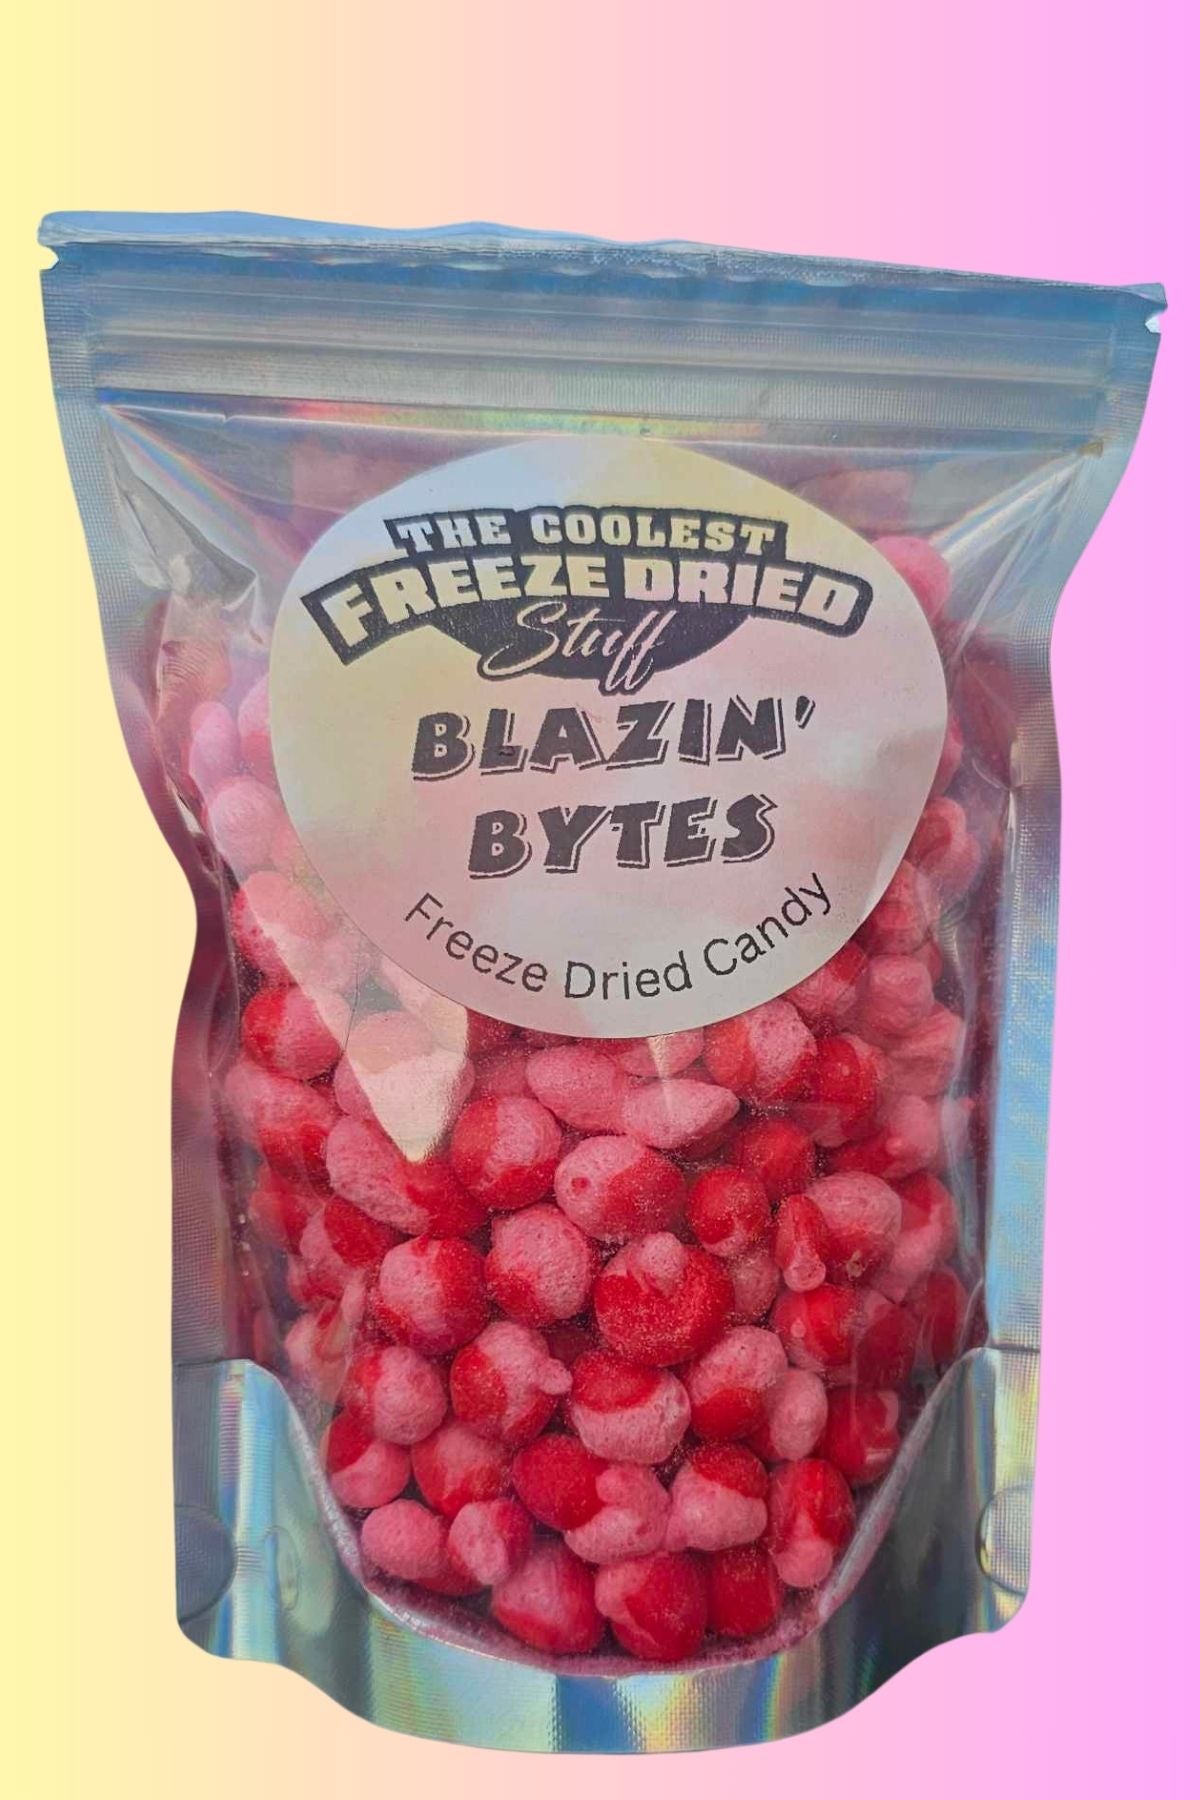 THE COOLEST
FREEZE DRIED
Stuff
BLAZIN'
BYTES
Freeze Dried Candy